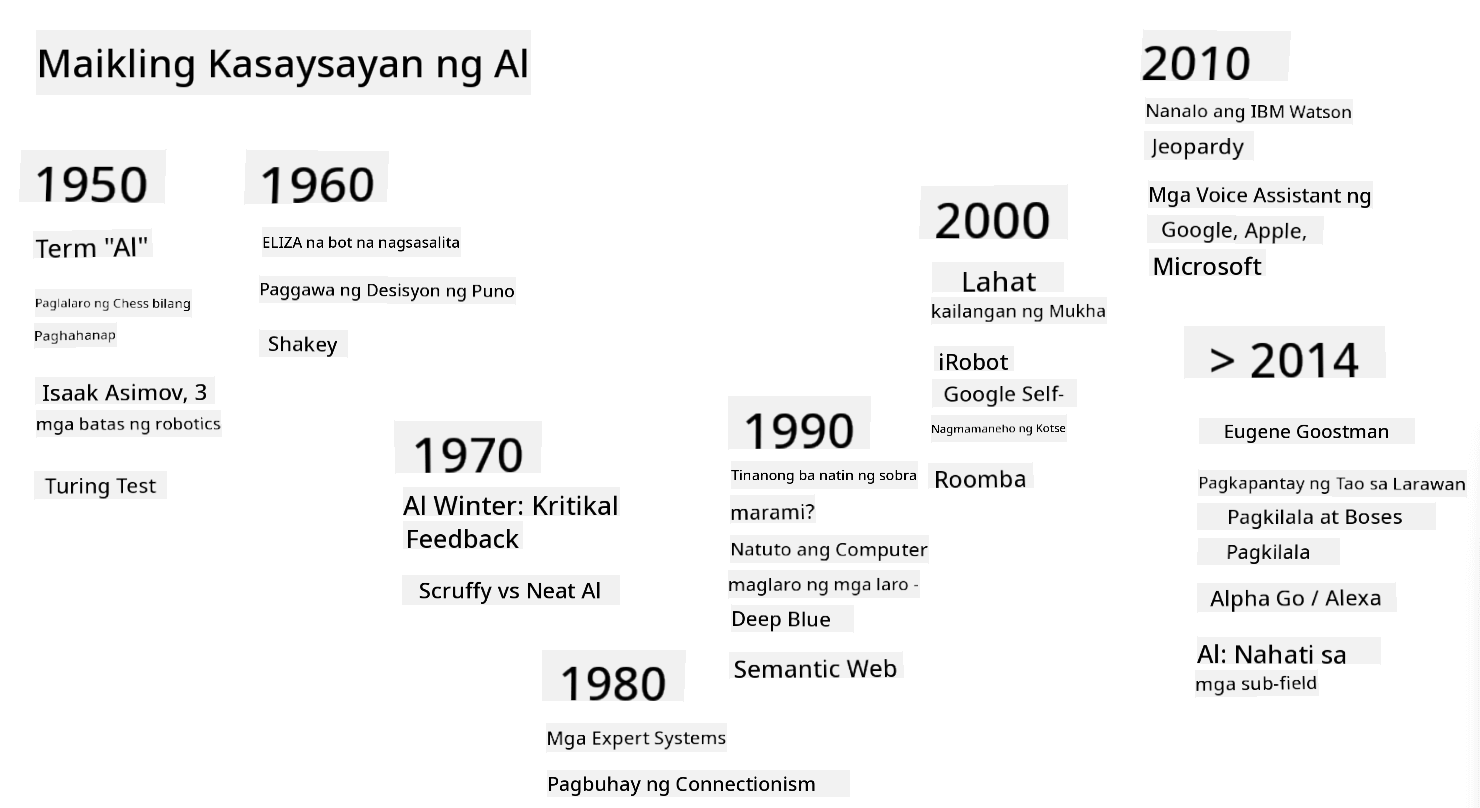 Maikling Kasaysayan ng Al
1950
Term "Al"
Paglalaro ng Chess bilang
Paghahanap
Isaak Asimov, 3
mga batas ng robotics
Turing Test
1960
ELIZA na bot na nagsasalita
Paggawa ng Desisyon ng Puno
Shakey
1970
Al Winter: Kritikal
Feedback
Scruffy vs Neat Al
1980
Mga Expert Systems
Pagbuhay ng Connectionism
1990
Tinanong ba natin ng sobra
marami?
Natuto ang Computer
maglaro ng mga laro -
Deep Blue
Semantic Web
2000
Lahat
kailangan ng Mukha
iRobot
Google Self-
Nagmamaneho ng Kotse
Roomba
2010
Nanalo ang IBM Watson
Jeopardy
Mga Voice Assistant ng
Google, Apple,
Microsoft
> 2014
Eugene Goostman
Pagkapantay ng Tao sa Larawan
Pagkilala at Boses
Pagkilala
Alpha Go / Alexa
Al: Nahati sa
mga sub-field